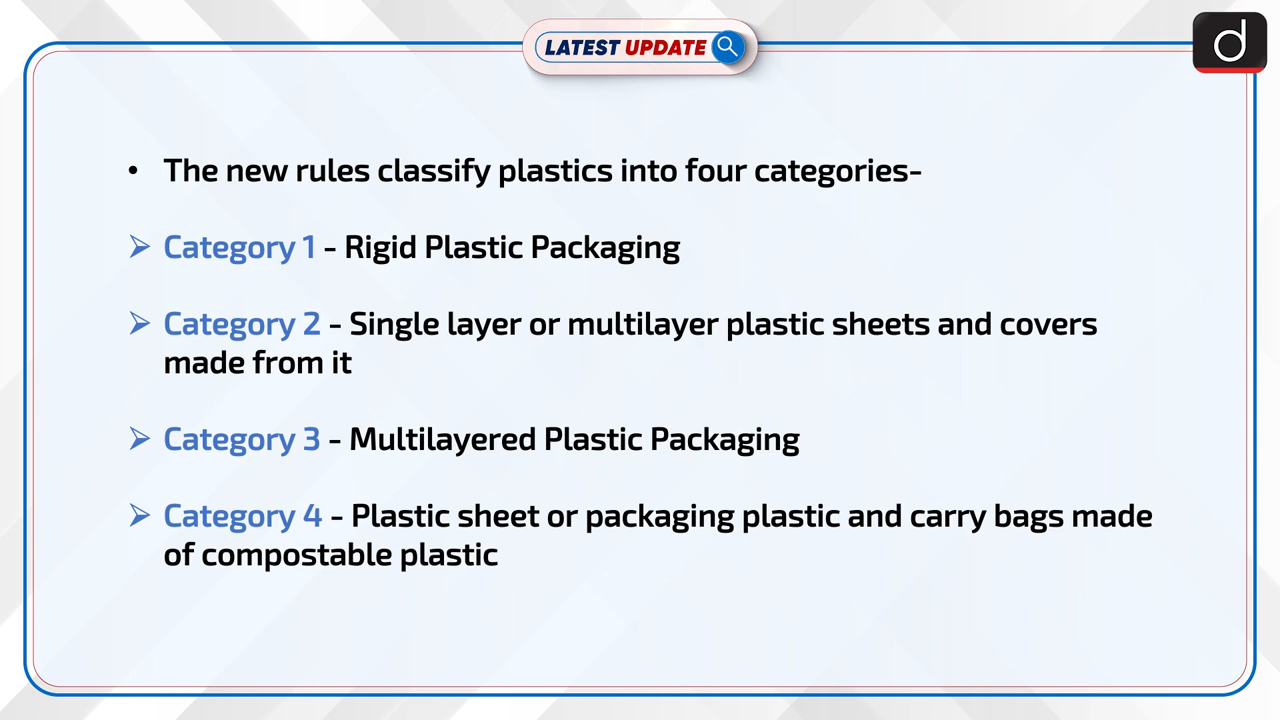 LATEST UPDATE
d
• The new rules classify plastics into four categories-
➢ Category 1 - Rigid Plastic Packaging
➢ Category 2 - Single layer or multilayer plastic sheets and covers
made from it
➢ Category 3 - Multilayered Plastic Packaging
➢ Category 4 - Plastic sheet or packaging plastic and carry bags made
of compostable plastic